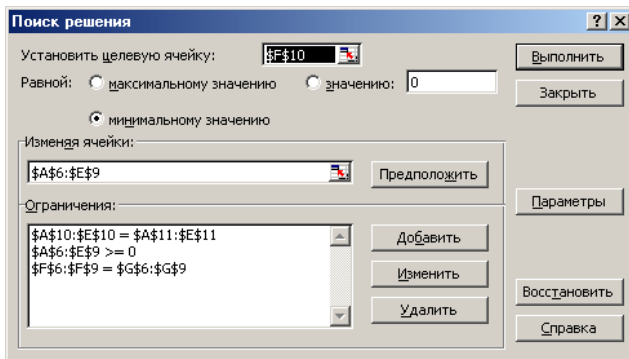 Поиск решения
Установить целевую ячейку: $F$10 Выполнить
Равной: максимальному значению значению: 0 Закрыть
минимальному значению
Изменяя ячейки:
$A$6:$E$9 Предположить
Параметры
Ограничения:
$A$10:$E$10 = $A$11:$E$11 Добавить
$A$6:$E$9 >= 0
$F$6:$F$9 = $G$6:$G$9 Изменить
Восстановить
Удалить
Справка